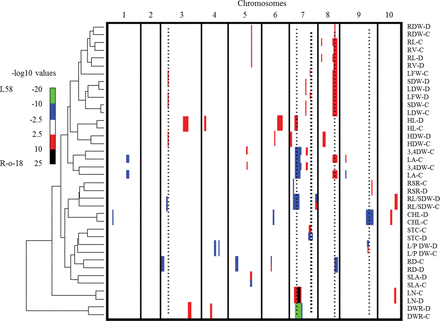 Chromosomes
1 2 3 4 5 6 7 8 9 10
-log10 values
L58
-20
-10
-2.5
2.5
10
R-o-18
25
RDW-D
RDW-C
RL-C
RV-C
RL-D
RV-D
LFW-C
SDW-C
LDW-D
LFW-D
SDW-D
LDW-C
HL-D
HL-C
HDW-D
HDW-C
3,4DW-C
LA-C
3,4DW-C
LA-C
RSR-C
RSR-D
RL/SDW-D
RL/SDW-C
CHL-D
CHL-C
STC-C
STC-D
L/P DW-D
L/P DW-C
RD-C
RD-D
SLA-D
SLA-C
LN-C
LN-D
DWR-D
DWR-C